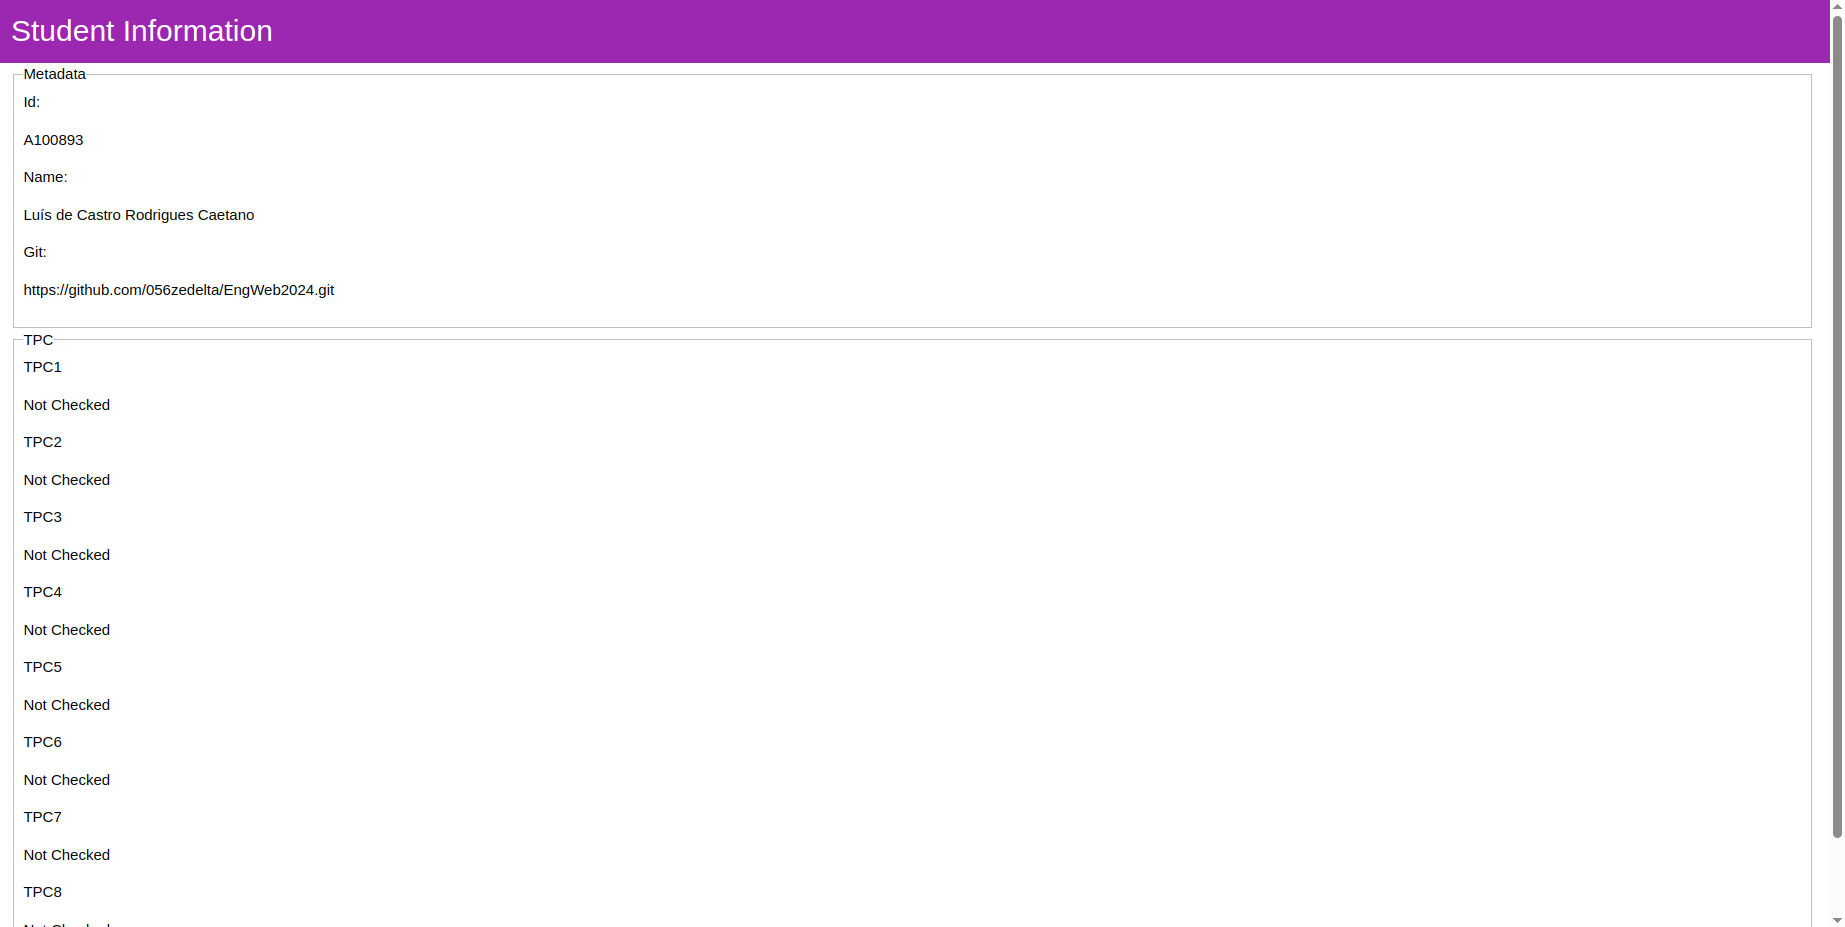 Student Information
Metadata
Id:
A100893
Name:
Luís de Castro Rodrigues Caetano
Git:
https://github.com/056zedelta/EngWeb2024.git
TPC
TPC1
Not Checked
TPC2
Not Checked
TPC3
Not Checked
TPC4
Not Checked
TPC5
Not Checked
TPC6
Not Checked
TPC7
Not Checked
TPC8